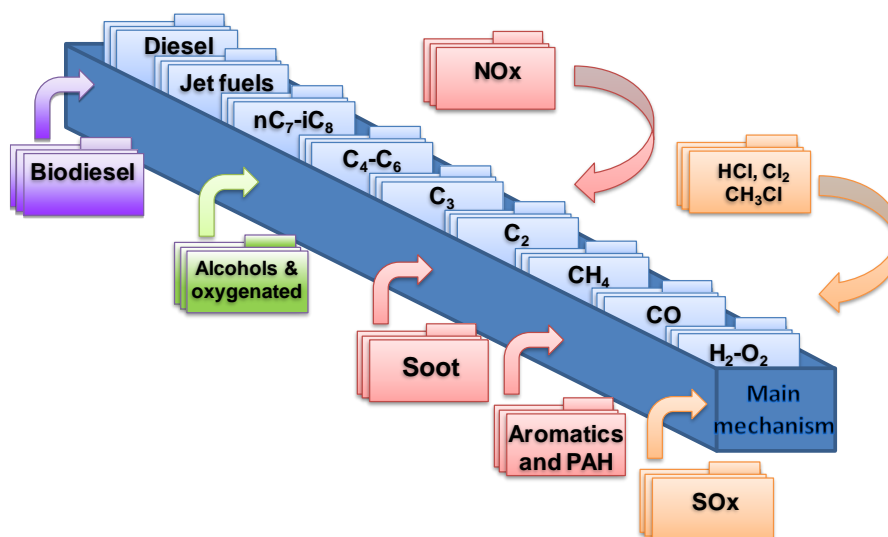 Diesel
Jet fuels
nC₇-iC₈
C₄-C₆
C₃
C₂
CH₄
CO
H₂-O₂
Main
mechanism
NOx
HCl, Cl₂
CH₃Cl
Biodiesel
Alcohols &
oxygenated
Soot
Aromatics
and PAH
SOx